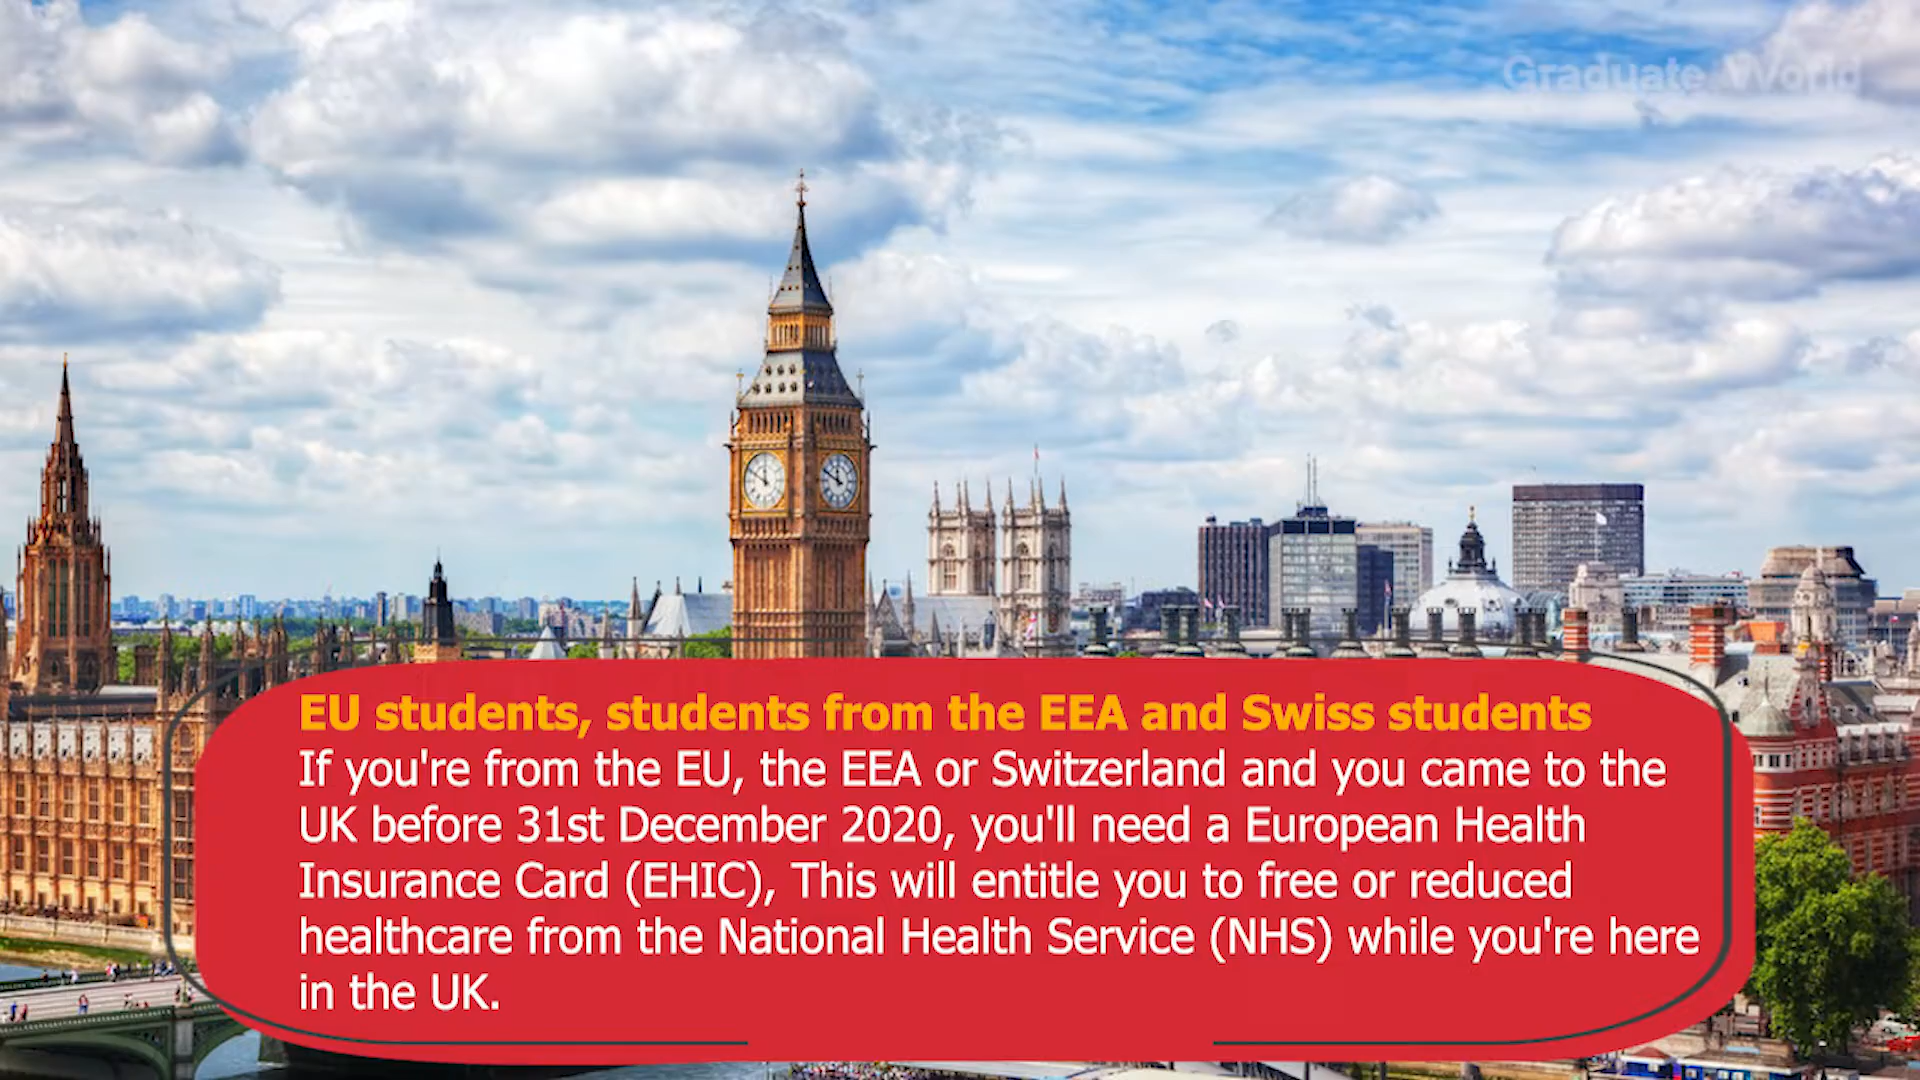 Graduate World
EU students, students from the EEA and Swiss students
If you're from the EU, the EEA or Switzerland and you came to the
UK before 31st December 2020, you'll need a European Health
Insurance Card (EHIC), This will entitle you to free or reduced
healthcare from the National Health Service (NHS) while you're here
in the UK.